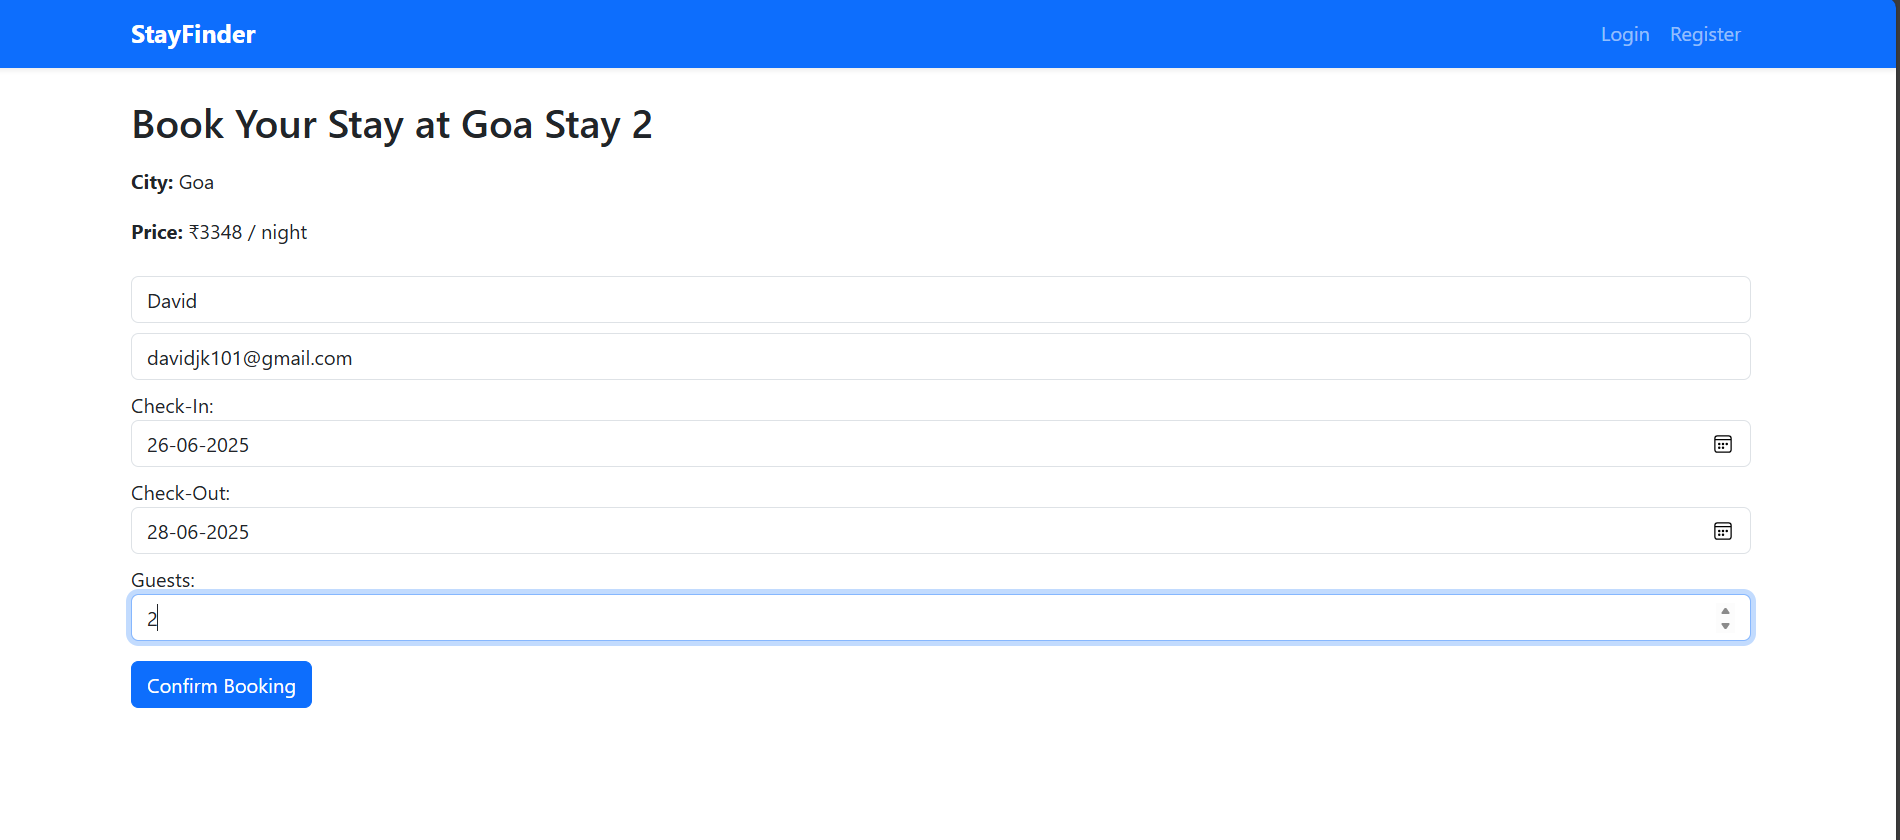 StayFinder
Login Register
Book Your Stay at Goa Stay 2
City: Goa
Price: ₹3348 / night
David
davidjk101@gmail.com
Check-In:
26-06-2025
Check-Out:
28-06-2025
Guests:
2
Confirm Booking